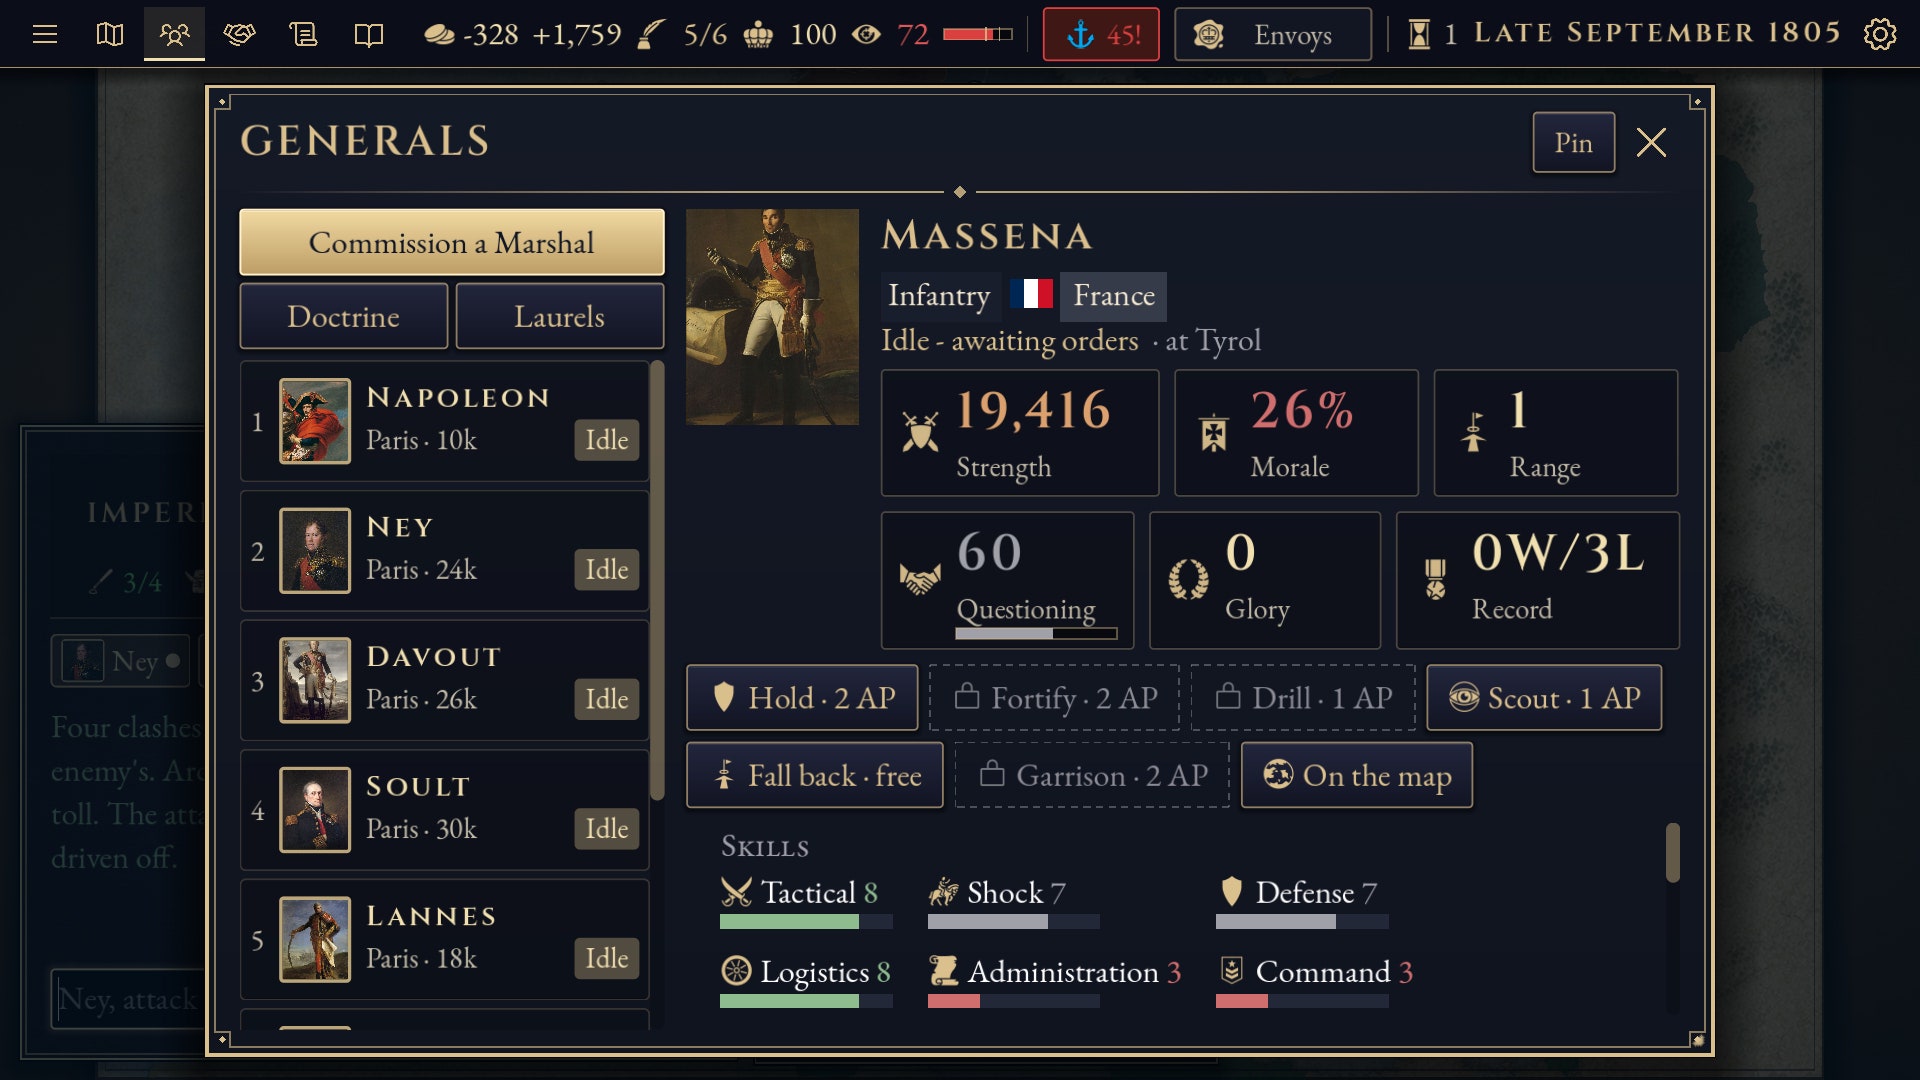 -328 +1,759 5/6 100 72 45! Envoys 1 Late September 1805
Generals
Pin
Commission a Marshal
Doctrine Laurels
1 Napoleon
Paris · 10k Idle
2 Ney
Paris · 24k Idle
3 Davout
Paris · 26k Idle
4 Soult
Paris · 30k Idle
5 Lannes
Paris · 18k Idle
Massena
Infantry France
Idle - awaiting orders · at Tyrol
19,416 Strength
26% Morale
1 Range
60 Questioning
0 Glory
0W/3L Record
Hold · 2 AP Fortify · 2 AP Drill · 1 AP Scout · 1 AP
Fall back · free Garrison · 2 AP On the map
Skills
Tactical 8 Shock 7 Defense 7
Logistics 8 Administration 3 Command 3
3/4
Ney
Four clashes
enemy's.
toll. The
driven off.
Ney, attack